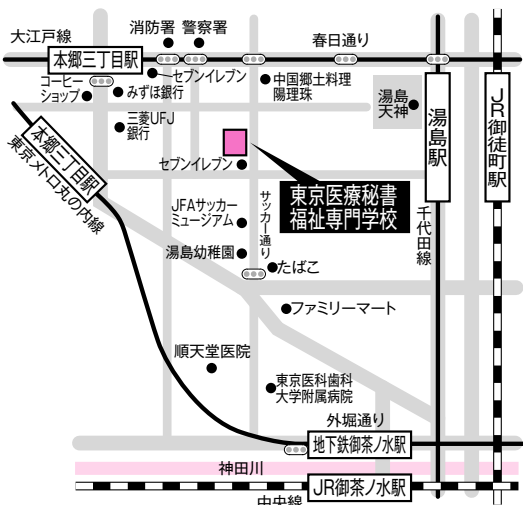 消防署
警察署
大江戸線
春日通り
本郷三丁目駅
セブンイレブン
コーヒー
ショップ
みずほ銀行
中国郷土料理
陽理珠
湯島
天神
湯島駅
JR御徒町駅
三菱UFJ
銀行
本郷三丁目駅
東京メトロ丸の内線
セブンイレブン
東京医療秘書
福祉専門学校
JFAサッカー
ミュージアム
サッカー通り
千代田線
湯島幼稚園
たばこ
ファミリーマート
順天堂医院
東京医科歯科
大学附属病院
外堀通り
地下鉄御茶ノ水駅
神田川
JR御茶ノ水駅
中央線